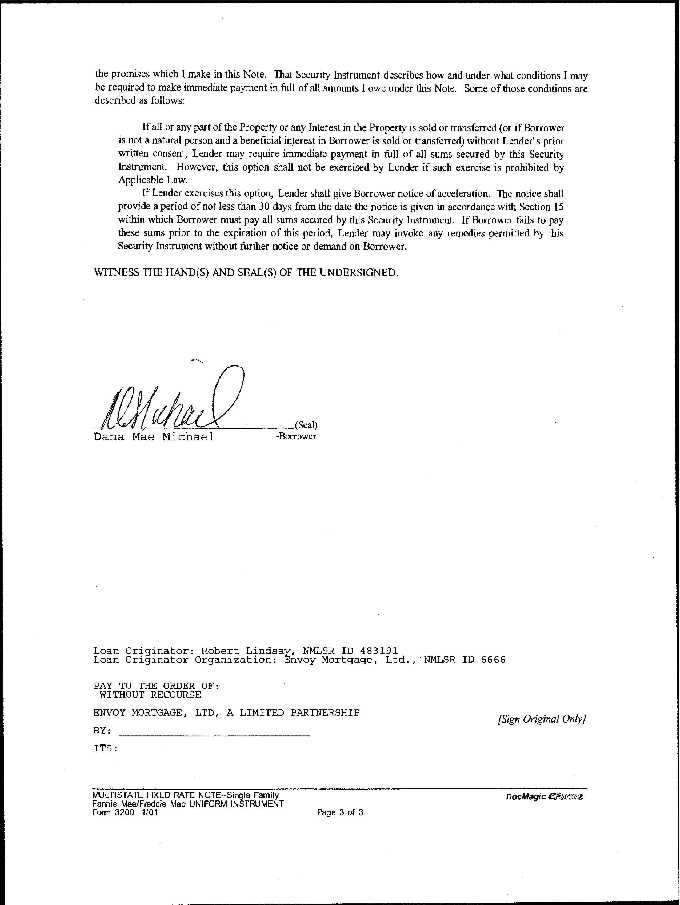 the promises which I make in this Note. That Security Instrument describes how and under what conditions I may
be required to make immediate payment in full of all amounts I owe under this Note. Some of those conditions are
described as follows:
If all or any part of the Property or any Interest in the Property is sold or transferred (or if Borrower
is not a natural person and a beneficial interest in Borrower is sold or transferred) without Lender's prior
written consent, Lender may require immediate payment in full of all sums secured by this Security
Instrument. However, this option shall not be exercised by Lender if such exercise is prohibited by
Applicable Law.
If Lender exercises this option, Lender shall give Borrower notice of acceleration. The notice shall
provide a period of not less than 30 days from the date the notice is given in accordance with Section 15
within which Borrower must pay all sums secured by this Security Instrument. If Borrower fails to pay
these sums prior to the expiration of this period, Lender may invoke any remedies permitted by this
Security Instrument without further notice or demand on Borrower.
WITNESS THE HAND(S) AND SEAL(S) OF THE UNDERSIGNED.
DMichael
(Seal)
Dana Mae Michael -Borrower
Loan Originator: Robert Lindsay, NMLSR ID 483191
Loan Originator Organization: Envoy Mortgage, Ltd., NMLSR ID 6666
PAY TO THE ORDER OF:
WITHOUT RECOURSE
ENVOY MORTGAGE, LTD, A LIMITED PARTNERSHIP
[Sign Original Only]
BY:
ITS:
MULTISTATE FIXED RATE NOTE--Single Family DocMagic
Fannie Mae/Freddie Mac UNIFORM INSTRUMENT
Form 3200 1/01 Page 3 of 3